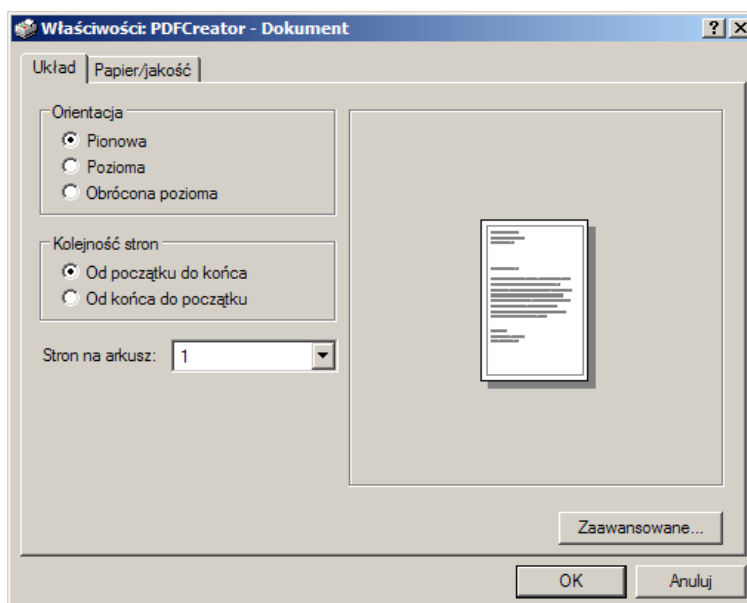 Właściwości: PDFCreator - Dokument
Układ
Papier/jakość
Orientacja
Pionowa
Pozioma
Obrócona pozioma
Kolejność stron
Od początku do końca
Od końca do początku
Stron na arkusz: 1
Zaawansowane...
OK
Anuluj